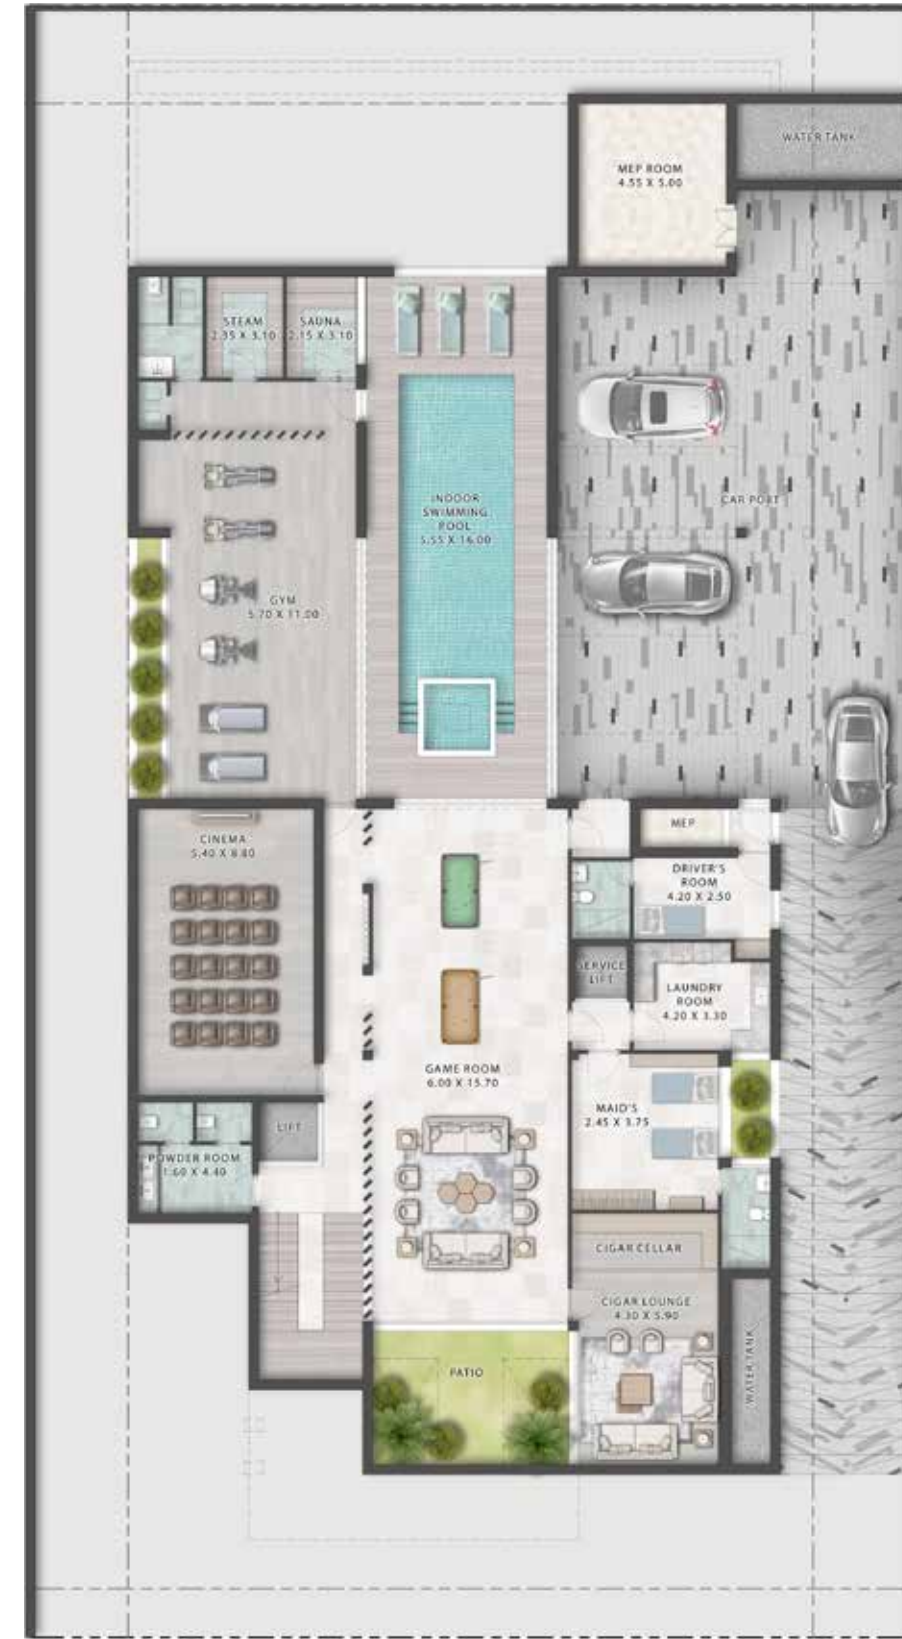 WATER TANK
MEP ROOM
4.55 X 5.00
STEAM
2.35 X 3.10
SAUNA
2.15 X 3.10
INDOOR
SWIMMING
POOL
5.55 X 16.00
CAR PORT
GYM
5.70 X 11.00
CINEMA
5.40 X 8.80
MEP
DRIVER'S
ROOM
4.20 X 2.50
SERVICE
LIFT
LAUNDRY
ROOM
4.20 X 3.30
GAME ROOM
6.00 X 15.70
MAID'S
2.45 X 3.75
LIFT
POWDER ROOM
1.60 X 4.40
CIGAR CELLAR
CIGAR LOUNGE
4.30 X 5.90
PATIO
WATER TANK